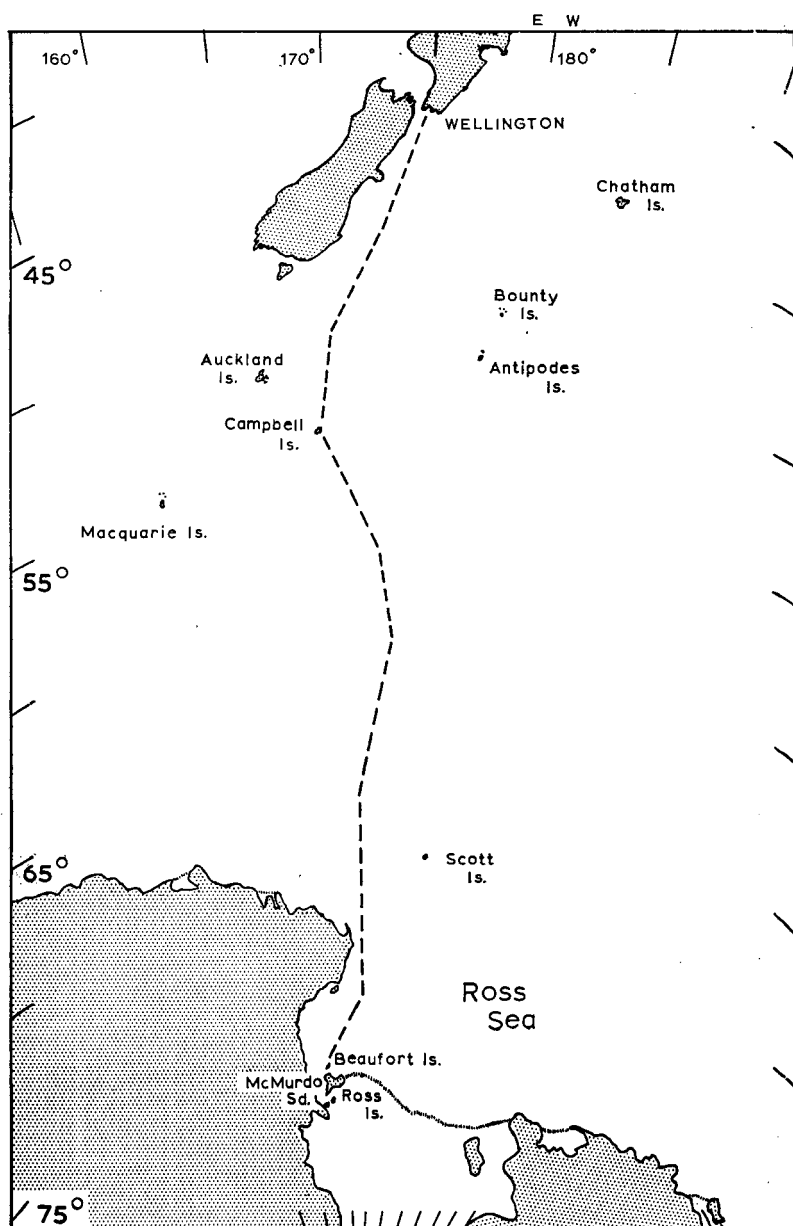 E W
160° 170° 180°
WELLINGTON
Chatham
Is.
45°
Bounty
Is.
Auckland
Is.
Antipodes
Is.
Campbell
Is.
Macquarie Is.
55°
65°
Scott
Is.
Ross
Sea
Beaufort Is.
McMurdo
Sd.
Ross
Is.
75°